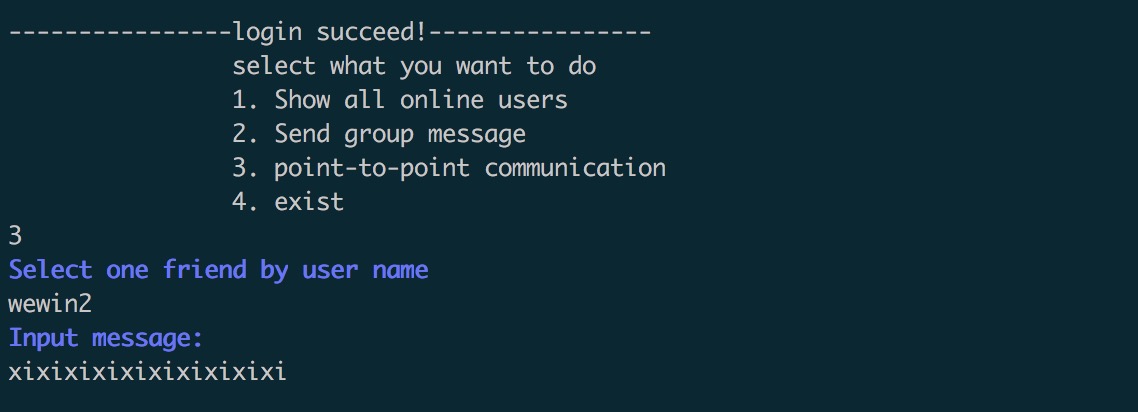 ----------------login succeed!----------------
select what you want to do
1. Show all online users
2. Send group message
3. point-to-point communication
4. exist
3
Select one friend by user name
wewin2
Input message:
xixixixixixixixixixi